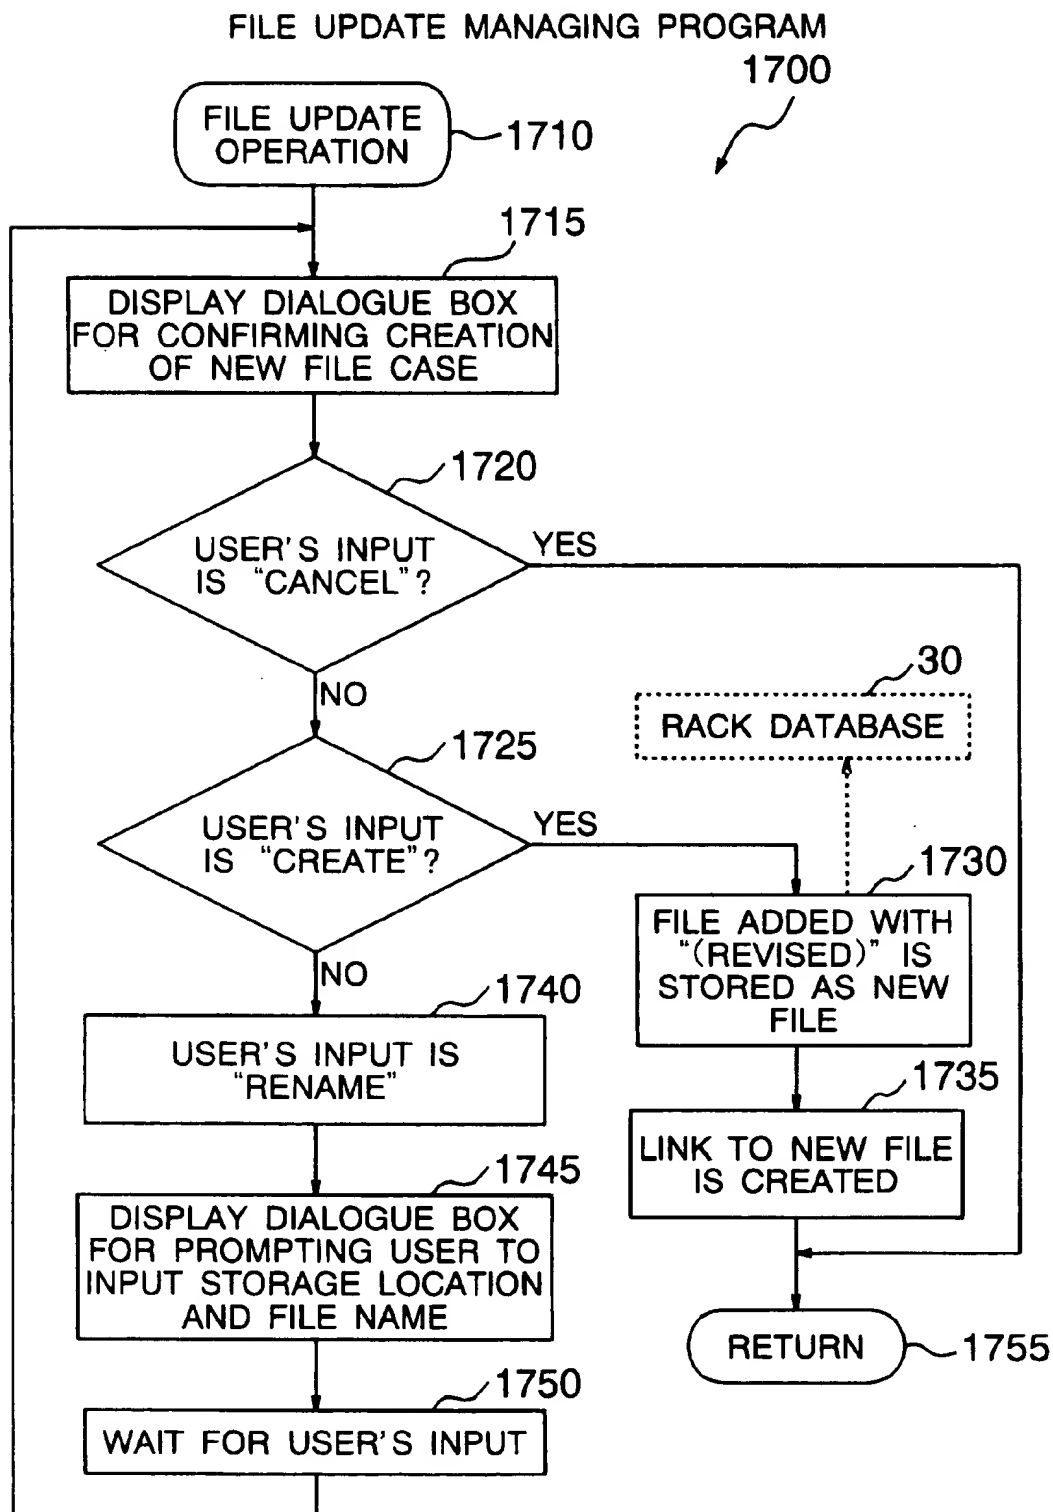 FILE UPDATE MANAGING PROGRAM
1700
FILE UPDATE
OPERATION
1710
1715
DISPLAY DIALOGUE BOX
FOR CONFIRMING CREATION
OF NEW FILE CASE
1720
USER'S INPUT
IS "CANCEL"?
YES
NO
30
RACK DATABASE
1725
USER'S INPUT
IS "CREATE"?
YES
NO
1730
FILE ADDED WITH
"(REVISED)" IS
STORED AS NEW
FILE
1740
USER'S INPUT IS
"RENAME"
1735
LINK TO NEW FILE
IS CREATED
1745
DISPLAY DIALOGUE BOX
FOR PROMPTING USER TO
INPUT STORAGE LOCATION
AND FILE NAME
RETURN
1755
1750
WAIT FOR USER'S INPUT